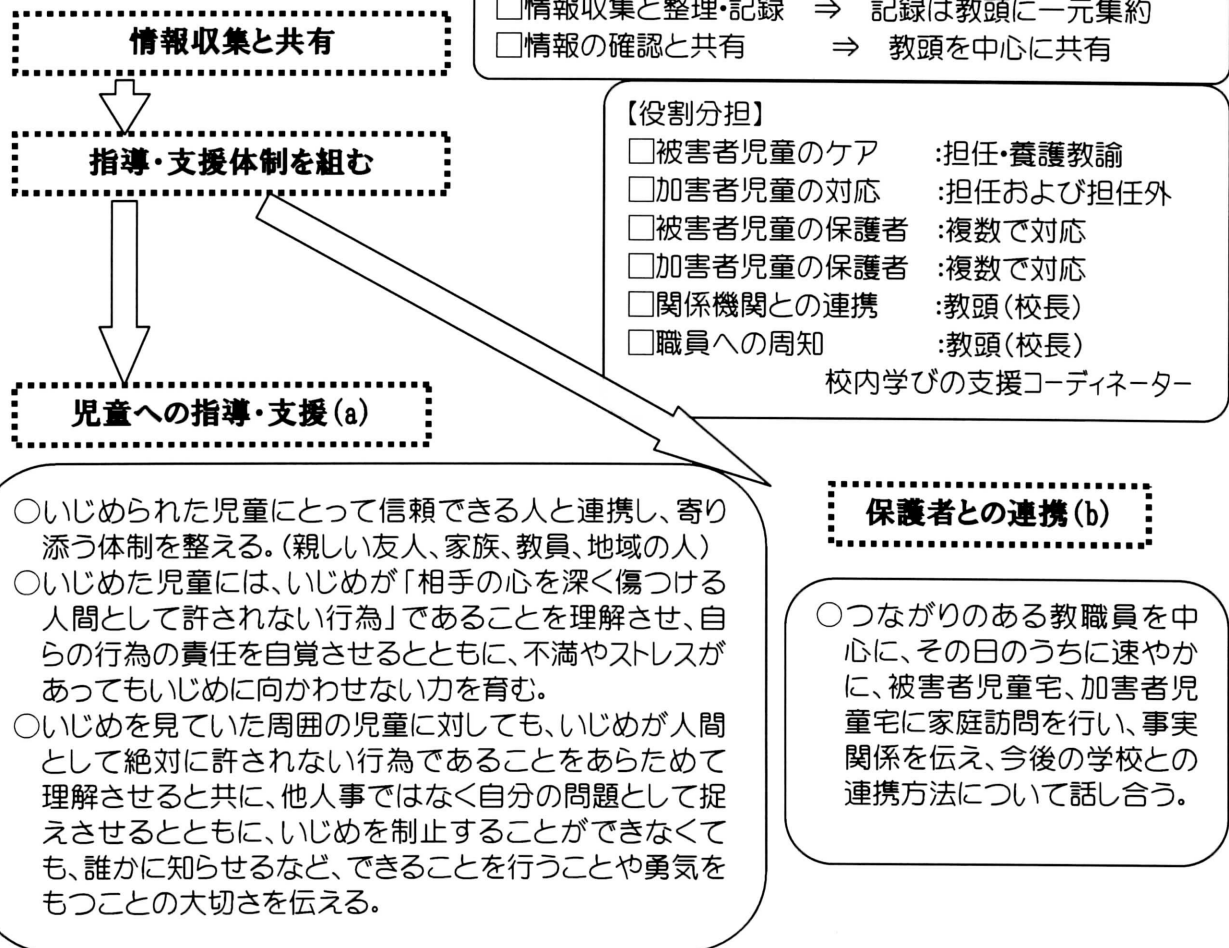 □情報収集と整理・記録 ⇒ 記録は教頭に一元集約
□情報の確認と共有 ⇒ 教頭を中心に共有
情報収集と共有
指導・支援体制を組む
【役割分担】
□被害者児童のケア :担任・養護教諭
□加害者児童の対応 :担任および担任外
□被害者児童の保護者 :複数で対応
□加害者児童の保護者 :複数で対応
□関係機関との連携 :教頭(校長)
□職員への周知 :教頭(校長)
校内学びの支援コーディネーター
児童への指導・支援(a)
○いじめられた児童にとって信頼できる人と連携し、寄り
添う体制を整える。(親しい友人、家族、教員、地域の人)
○いじめた児童には、いじめが「相手の心を深く傷つける
人間として許されない行為」であることを理解させ、自
らの行為の責任を自覚させるとともに、不満やストレスが
あってもいじめに向かわせない力を育む。
○いじめを見ていた周囲の児童に対しても、いじめが人間
として絶対に許されない行為であることをあらためて
理解させると共に、他人事ではなく自分の問題として捉
えさせるとともに、いじめを制止することができなくて
も、誰かに知らせるなど、できることを行うことや勇気を
もつことの大切さを伝える。
保護者との連携(b)
○つながりのある教職員を中
心に、その日のうちに速やか
に、被害者児童宅、加害者児
童宅に家庭訪問を行い、事実
関係を伝え、今後の学校との
連携方法について話し合う。